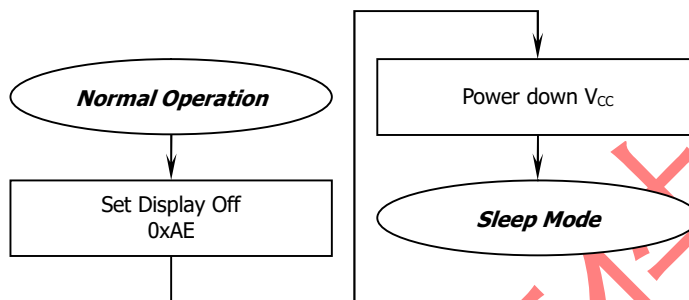 Normal Operation
Set Display Off
0xAE
Power down VCC
Sleep Mode